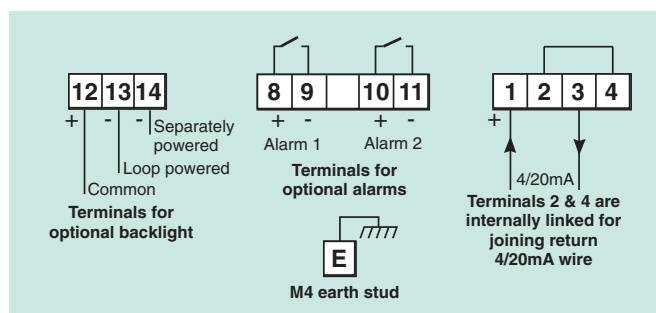 12 13 14
+ - -
Separately
powered
Loop powered
Common
Terminals for
optional backlight
8 9 10 11
+ - + -
Alarm 1 Alarm 2
Terminals for
optional alarms
E
M4 earth stud
1 2 3 4
+
4/20mA
Terminals 2 & 4 are
internally linked for
joining return
4/20mA wire